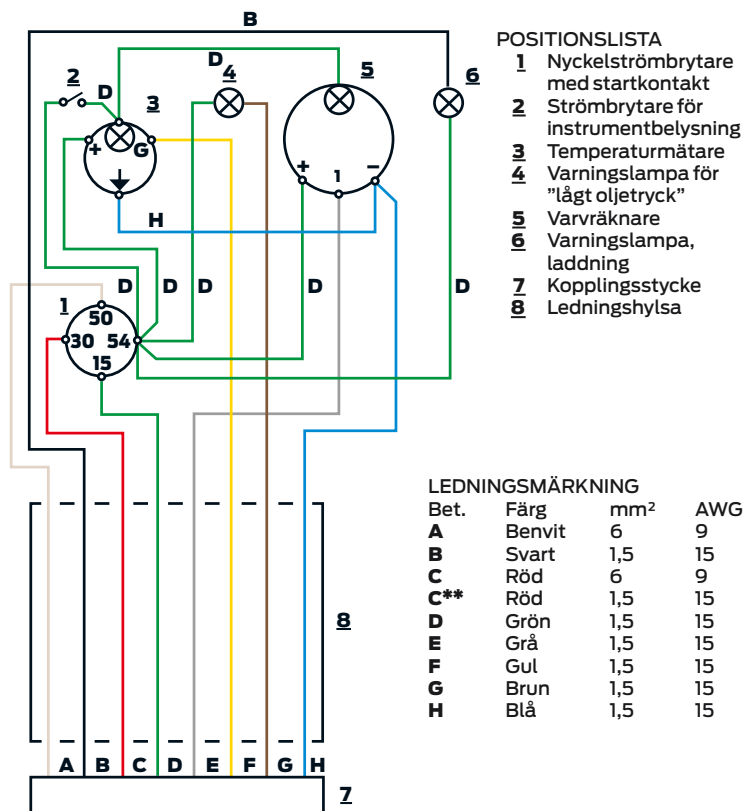 B
POSITIONSLISTA
1 Nyckelströmbrytare
med startkontakt
2 Strömbrytare för
instrumentbelysning
3 Temperaturmätare
4 Varningslampa för
”lågt oljetryck”
5 Varvräknare
6 Varningslampa,
laddning
7 Kopplingsstycke
8 Ledningshylsa
2
D
3
D
4
5
6
+
G
+
1
–
H
D
D
D
D
D
1
50
30
54
15
LEDNINGSMÄRKNING
Bet. Färg mm² AWG
A Benvit 6 9
B Svart 1,5 15
C Röd 6 9
C** Röd 1,5 15
D Grön 1,5 15
E Grå 1,5 15
F Gul 1,5 15
G Brun 1,5 15
H Blå 1,5 15
8
A B C D E F G H
7